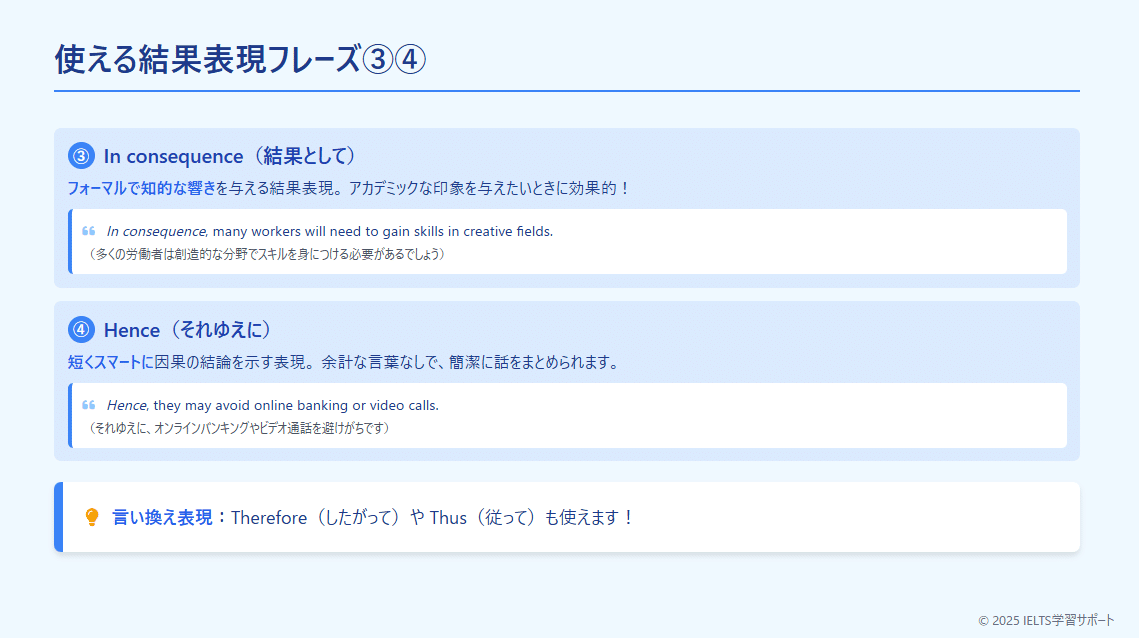 使える結果表現フレーズ③④
③ In consequence（結果として）
フォーマルで知的な響きを与える結果表現。アカデミックな印象を与えたいときに効果的！
❝ In consequence, many workers will need to gain skills in creative fields.
（多くの労働者は創造的な分野でスキルを身につける必要があるでしょう）
④ Hence（それゆえに）
短くスマートに因果の結論を示す表現。余計な言葉なしで、簡潔に話をまとめられます。
❝ Hence, they may avoid online banking or video calls.
（それゆえに、オンラインバンキングやビデオ通話を避けがちです）
言い換え表現：Therefore（したがって）や Thus（従って）も使えます！
© 2025 IELTS学習サポート